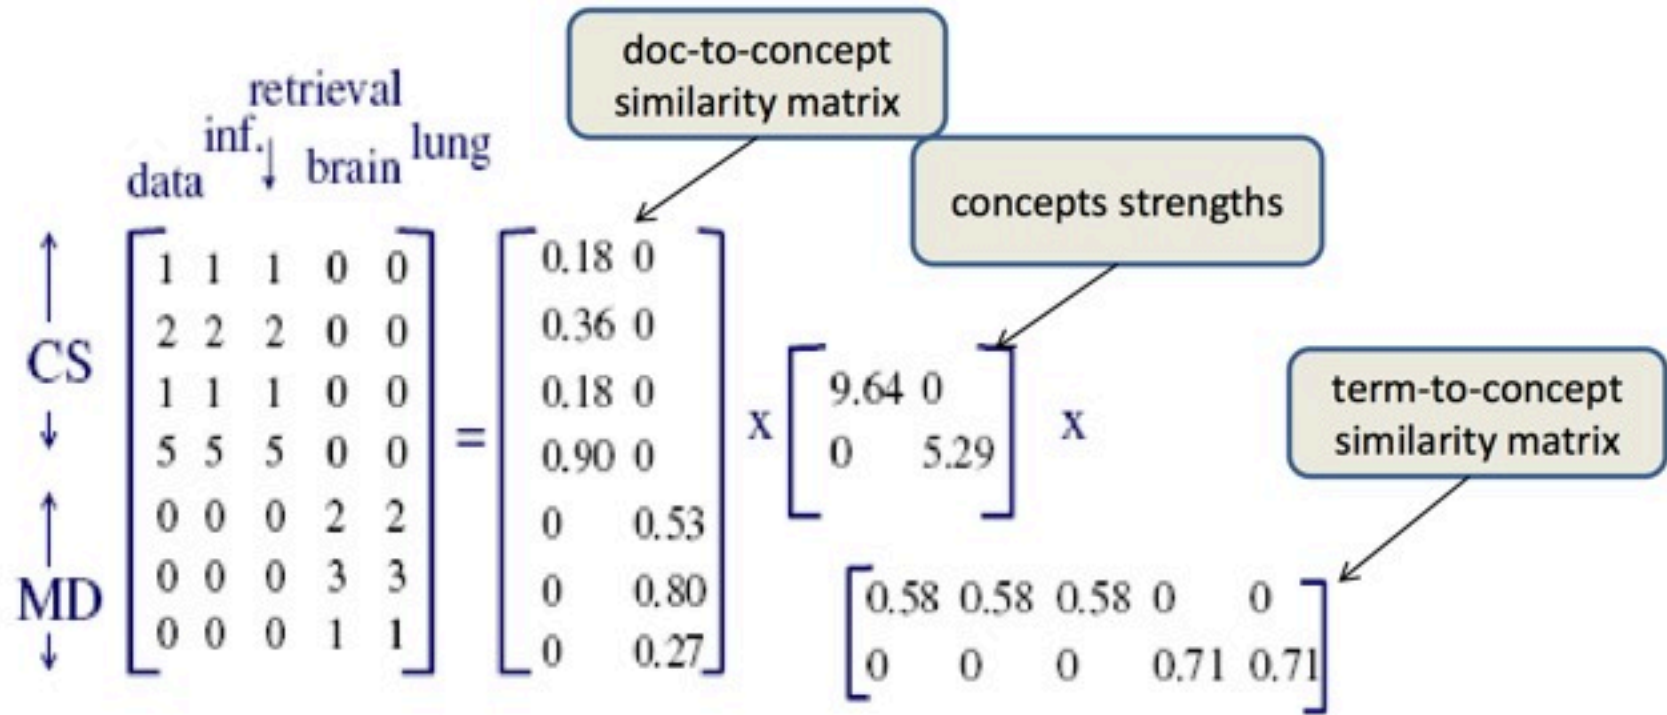 doc-to-concept
similarity matrix
retrieval
inf.↓
data
brain
lung
concepts strengths
CS
MD
1 1 1 0 0
2 2 2 0 0
1 1 1 0 0
5 5 5 0 0
0 0 0 2 2
0 0 0 3 3
0 0 0 1 1
=
0.18 0
0.36 0
0.18 0
0.90 0
0 0.53
0 0.80
0 0.27
x
9.64 0
0 5.29
x
term-to-concept
similarity matrix
0.58 0.58 0.58 0 0
0 0 0 0.71 0.71